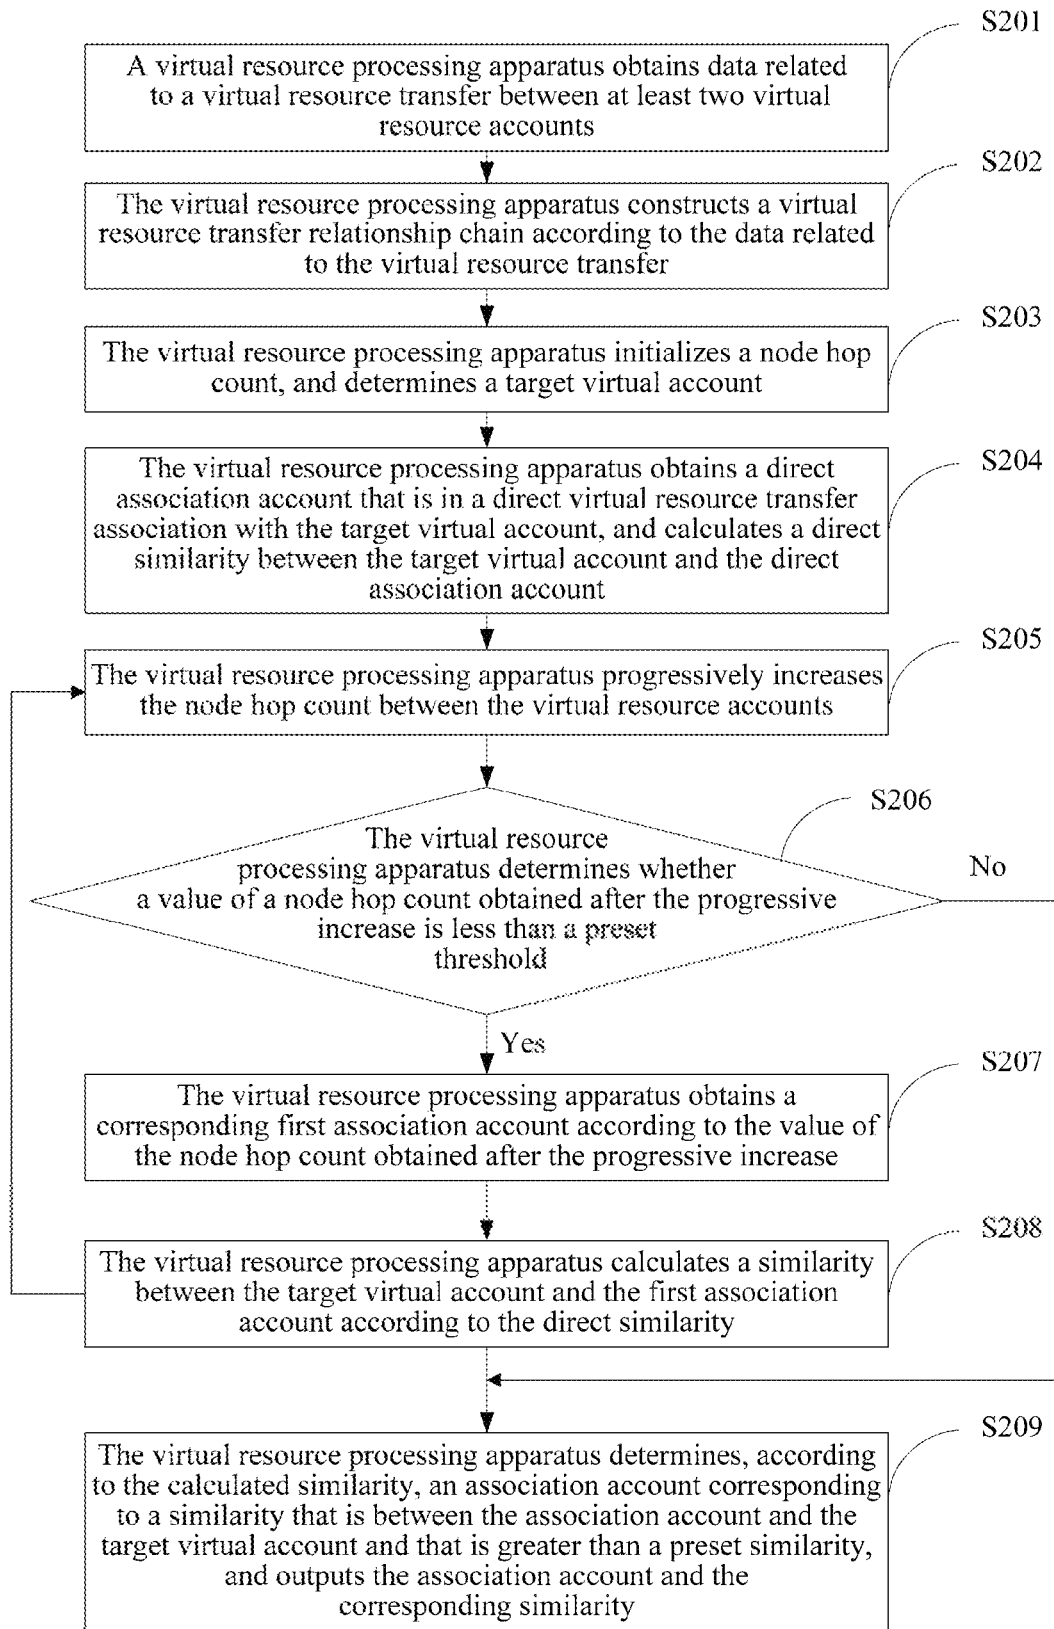 S201
A virtual resource processing apparatus obtains data related
to a virtual resource transfer between at least two virtual
resource accounts
S202
The virtual resource processing apparatus constructs a virtual
resource transfer relationship chain according to the data related
to the virtual resource transfer
S203
The virtual resource processing apparatus initializes a node hop
count, and determines a target virtual account
S204
The virtual resource processing apparatus obtains a direct
association account that is in a direct virtual resource transfer
association with the target virtual account, and calculates a direct
similarity between the target virtual account and the direct
association account
S205
The virtual resource processing apparatus progressively increases
the node hop count between the virtual resource accounts
S206
The virtual resource
processing apparatus determines whether
a value of a node hop count obtained after the progressive
increase is less than a preset
threshold
No
Yes
S207
The virtual resource processing apparatus obtains a
corresponding first association account according to the value of
the node hop count obtained after the progressive increase
S208
The virtual resource processing apparatus calculates a similarity
between the target virtual account and the first association
account according to the direct similarity
S209
The virtual resource processing apparatus determines, according
to the calculated similarity, an association account corresponding
to a similarity that is between the association account and the
target virtual account and that is greater than a preset similarity,
and outputs the association account and the
corresponding similarity